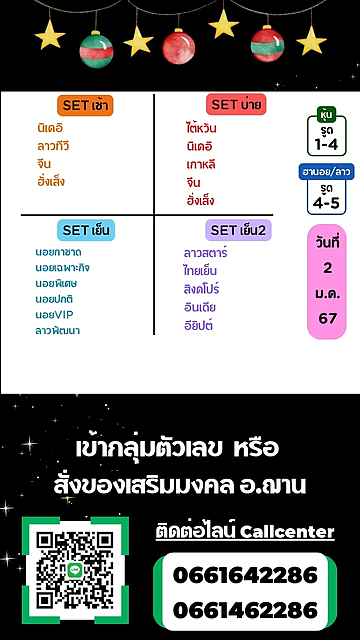 SET เช้า
นิเคอิ
ลาวทีวี
จีน
ฮั่งเส็ง
SET บ่าย
ไต้หวัน
นิเคอิ
เกาหลี
จีน
ฮั่งเส็ง
หุ้น
รูด
1-4
ฮานอย/ลาว
รูด
4-5
SET เย็น
นอยกาชาด
นอยเฉพาะกิจ
นอยพิเศษ
นอยปกติ
นอยVIP
ลาวพัฒนา
SET เย็น2
ลาวสตาร์
ไทยเย็น
สิงคโปร์
อินเดีย
อียิปต์
วันที่
2
ม.ค.
67
เข้ากลุ่มตัวเลข หรือ
สั่งของเสริมมงคล อ.ฌาน
ติดต่อไลน์ Callcenter
0661642286
0661462286